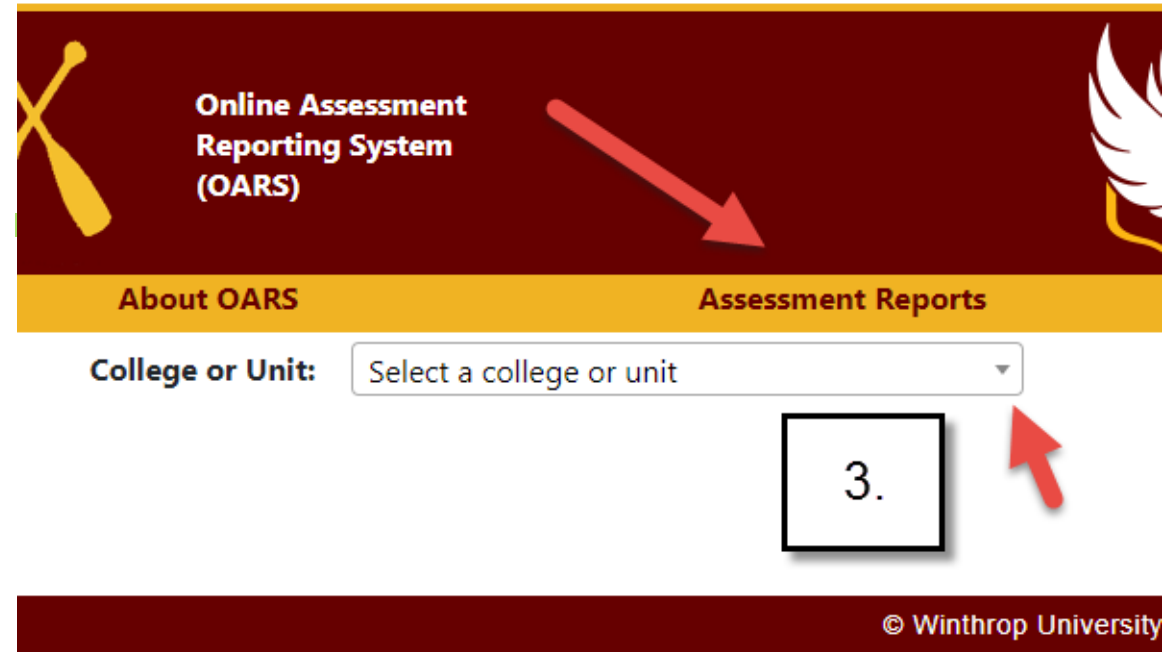 Online Assessment
Reporting System
(OARS)
About OARS Assessment Reports
College or Unit: Select a college or unit
3.
© Winthrop University